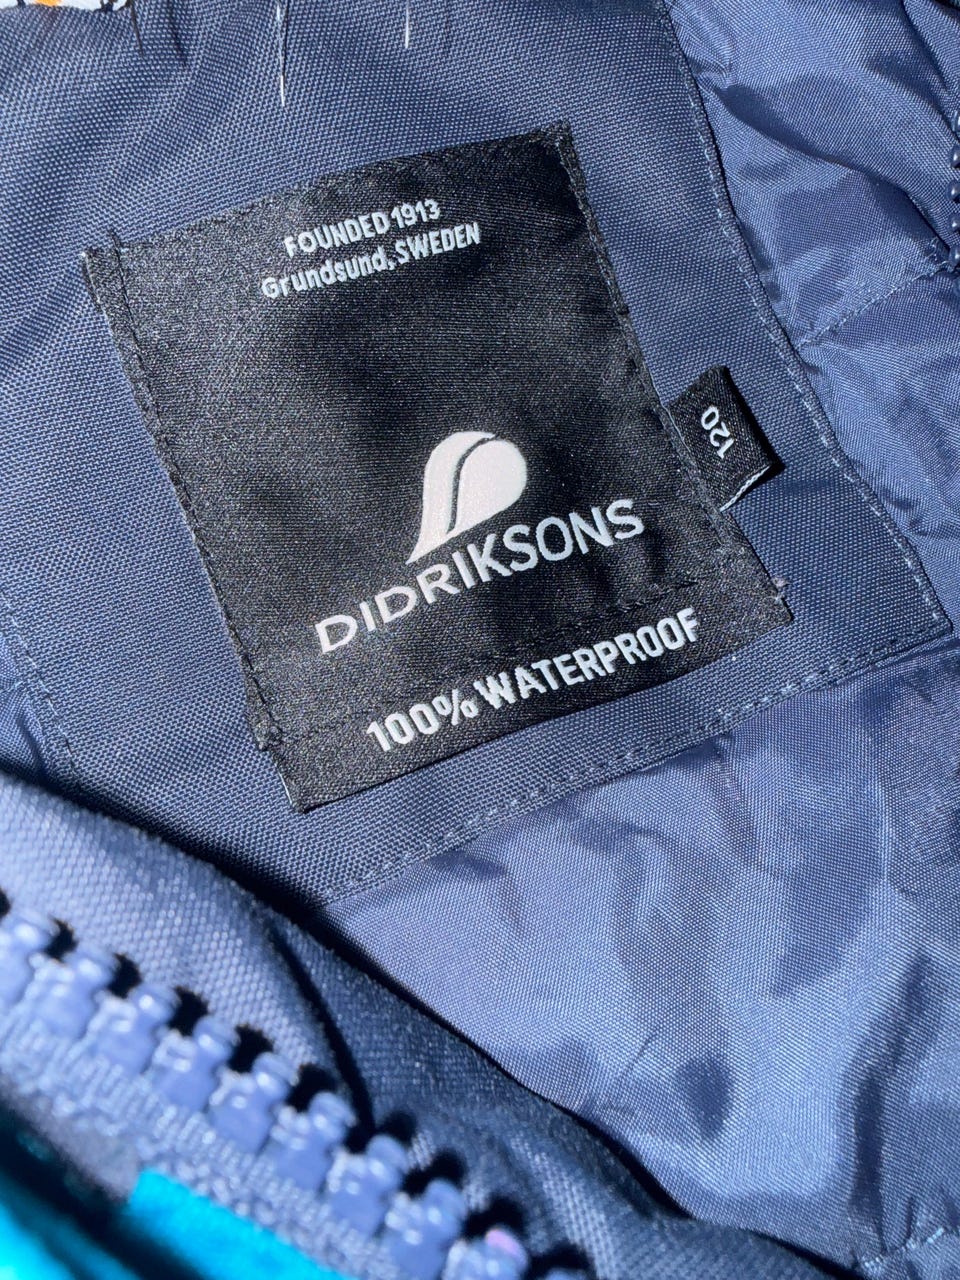 FOUNDED 1913
Grundsund, SWEDEN
120
DIDRIKSONS
100% WATERPROOF